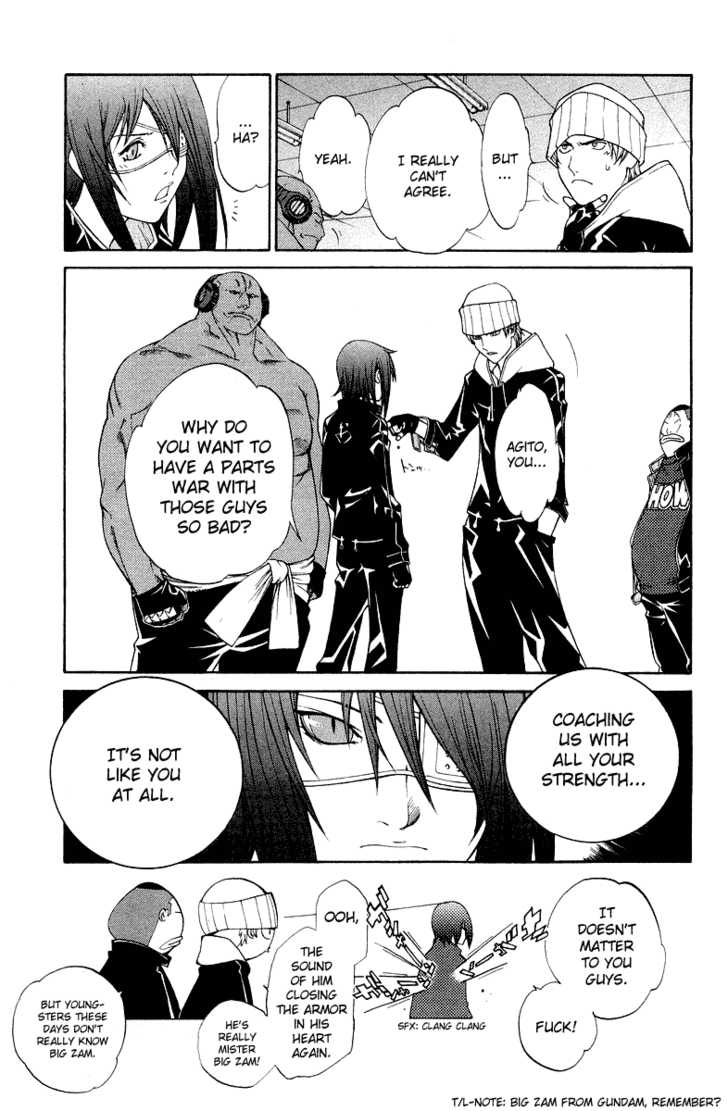 BUT
...
I REALLY
CAN'T
AGREE.
YEAH.
...
HA?
AGITO,
YOU...
ドンッ
HOW
WHY DO
YOU WANT TO
HAVE A PARTS
WAR WITH
THOSE GUYS
SO BAD?
COACHING
US WITH
ALL YOUR
STRENGTH...
IT'S NOT
LIKE YOU
AT ALL.
IT
DOESN'T
MATTER
TO YOU
GUYS.
FUCK!
SFX: CLANG CLANG
OOH,
THE
SOUND
OF HIM
CLOSING
THE ARMOR
IN HIS
HEART
AGAIN.
HE'S
REALLY
MISTER
BIG ZAM!
BUT YOUNG-
STERS THESE
DAYS DON'T
REALLY KNOW
BIG ZAM.
T/L-NOTE: BIG ZAM FROM GUNDAM, REMEMBER?